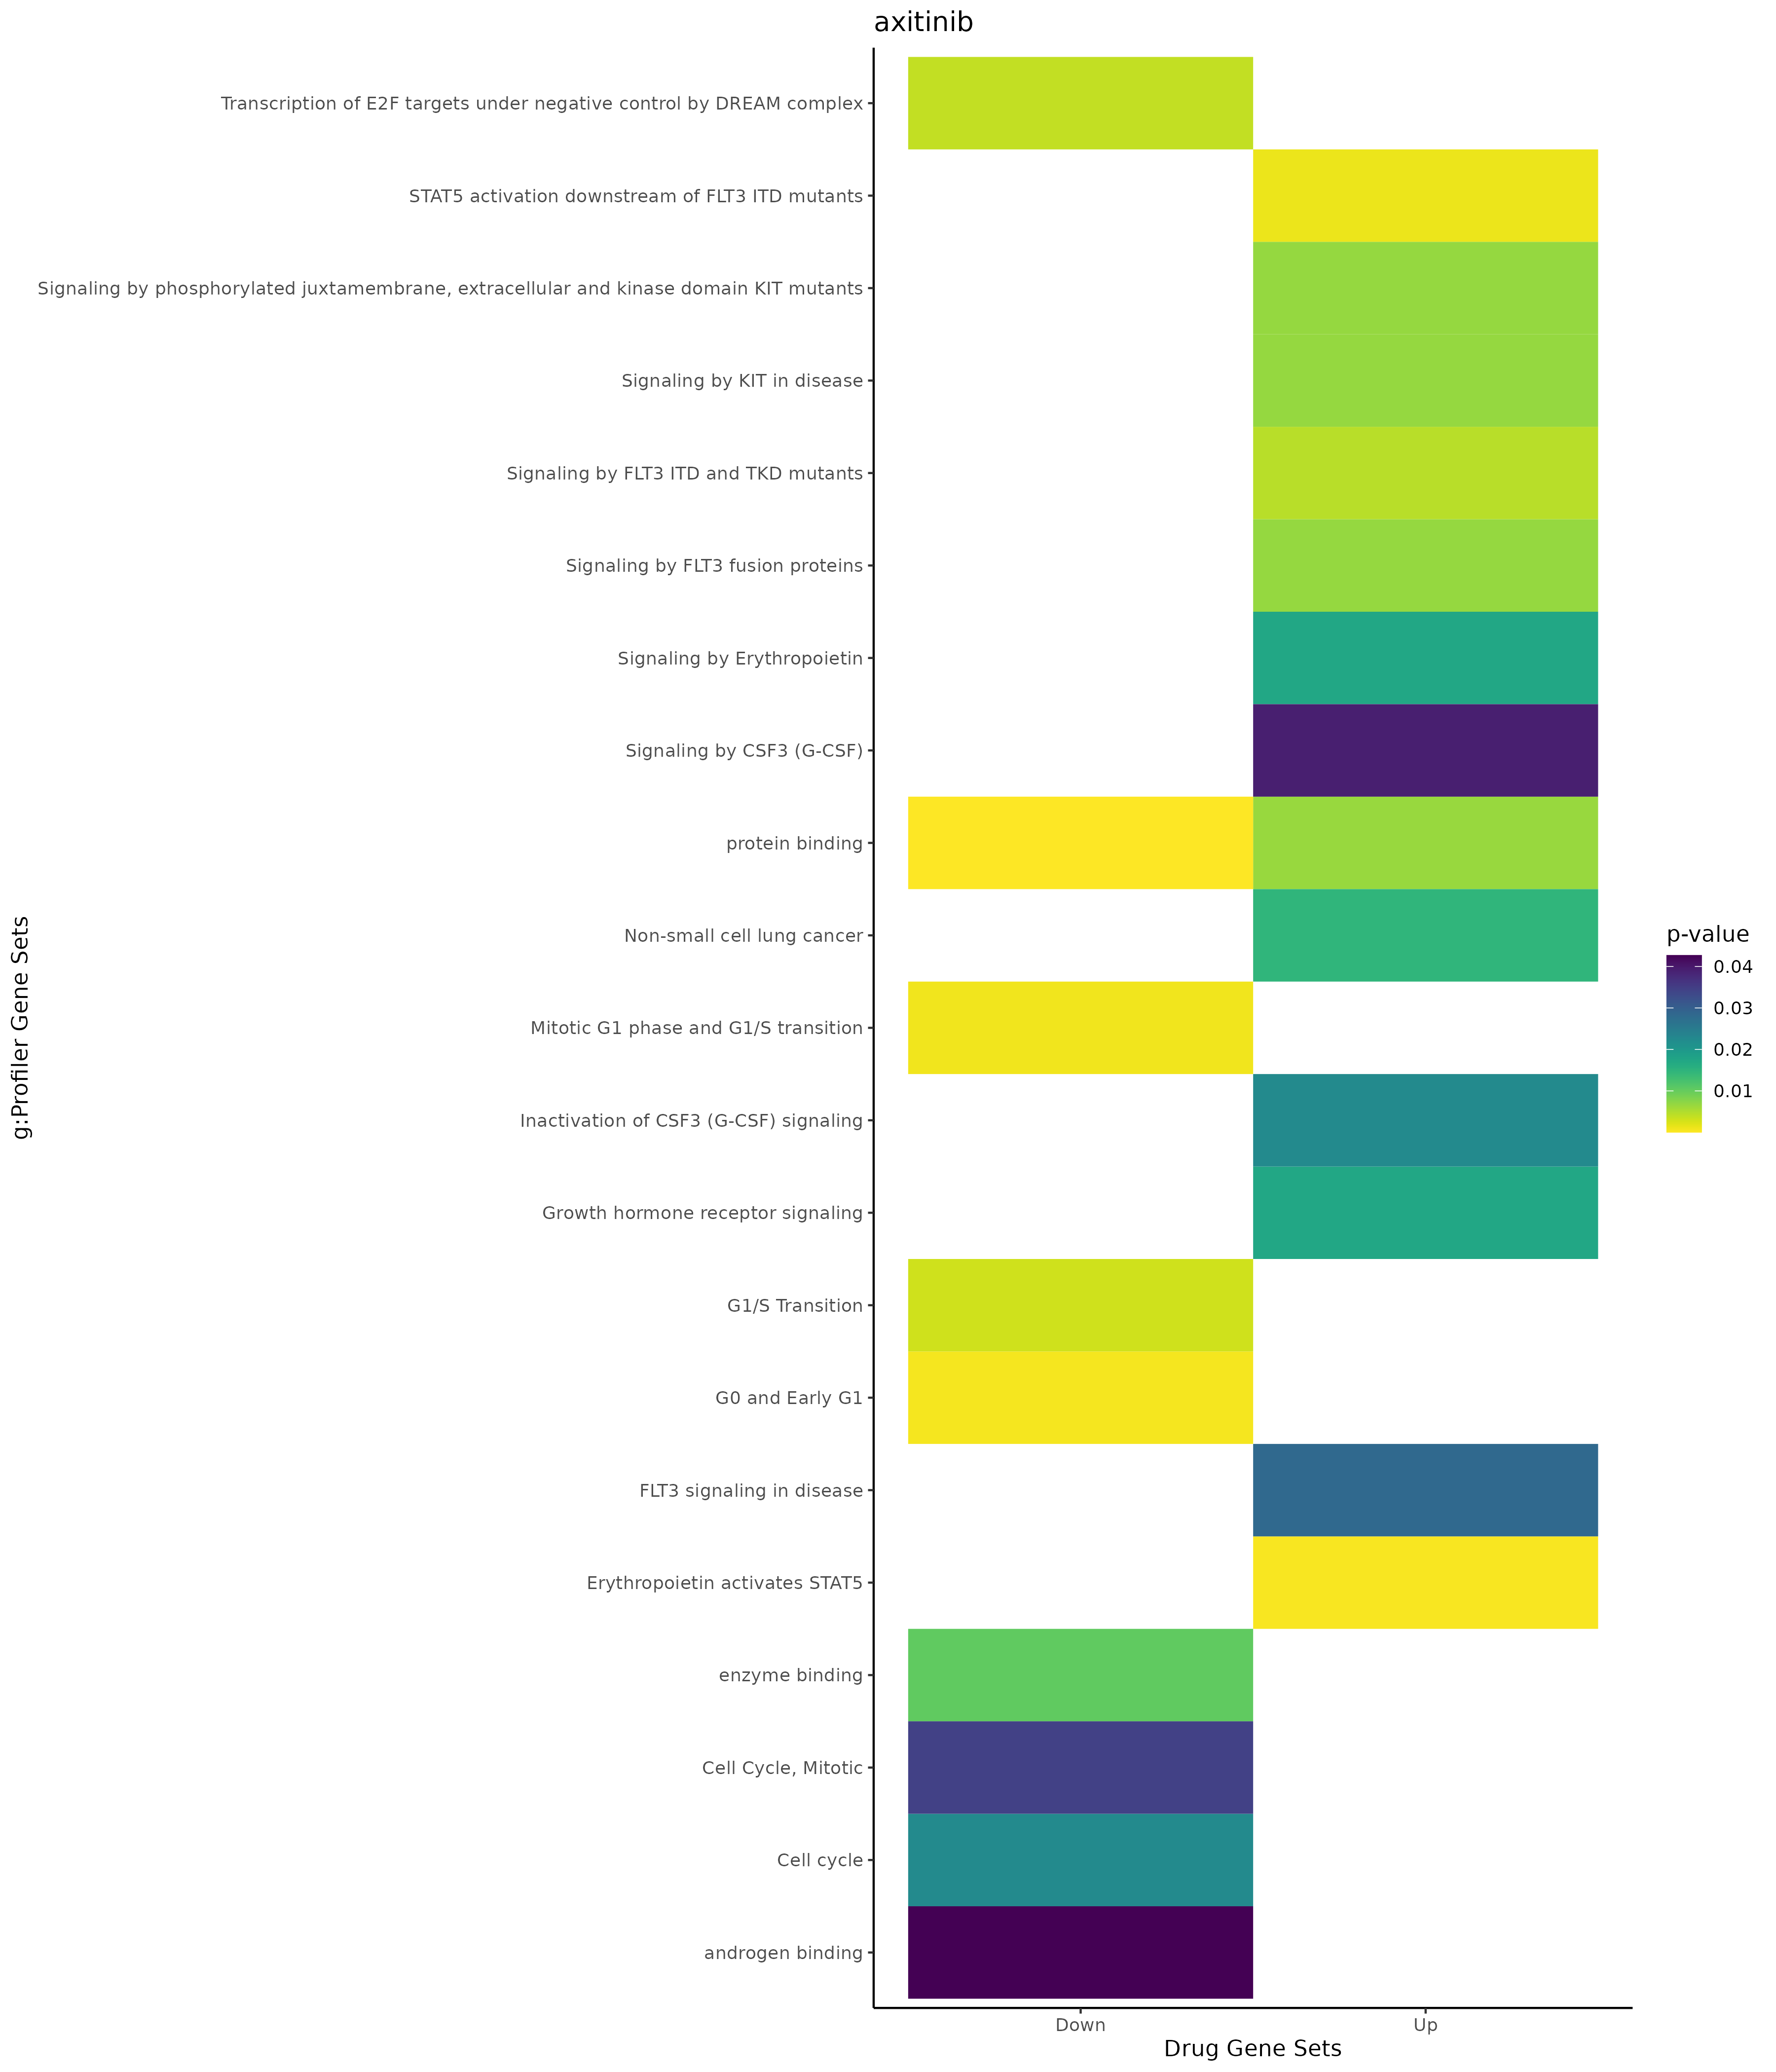 axitinib
Transcription of E2F targets under negative control by DREAM complex
STAT5 activation downstream of FLT3 ITD mutants
Signaling by phosphorylated juxtamembrane, extracellular and kinase domain KIT mutants
Signaling by KIT in disease
Signaling by FLT3 ITD and TKD mutants
Signaling by FLT3 fusion proteins
Signaling by Erythropoietin
Signaling by CSF3 (G-CSF)
protein binding
Non-small cell lung cancer
Mitotic G1 phase and G1/S transition
Inactivation of CSF3 (G-CSF) signaling
Growth hormone receptor signaling
G1/S Transition
G0 and Early G1
FLT3 signaling in disease
Erythropoietin activates STAT5
enzyme binding
Cell Cycle, Mitotic
Cell cycle
androgen binding
g:Profiler Gene Sets
Down
Up
Drug Gene Sets
p-value
0.04
0.03
0.02
0.01